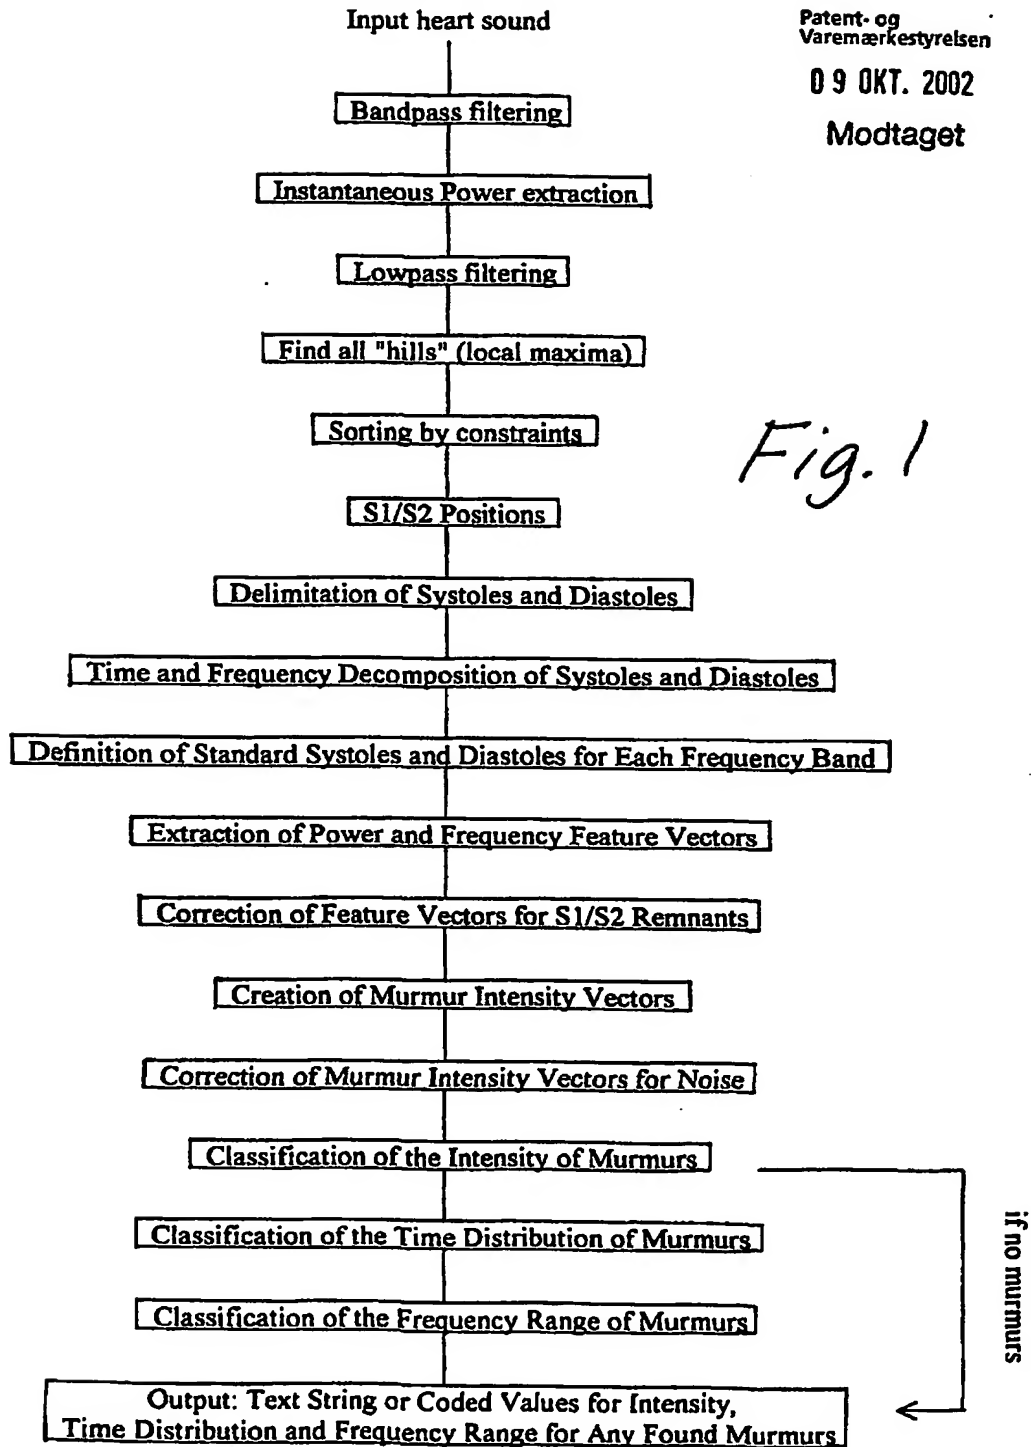 Input heart sound
Patent- og
Varemærkestyrelsen
09 OKT. 2002
Modtaget
Bandpass filtering
Instantaneous Power extraction
Lowpass filtering
Find all "hills" (local maxima)
Sorting by constraints
Fig. 1
S1/S2 Positions
Delimitation of Systoles and Diastoles
Time and Frequency Decomposition of Systoles and Diastoles
Definition of Standard Systoles and Diastoles for Each Frequency Band
Extraction of Power and Frequency Feature Vectors
Correction of Feature Vectors for S1/S2 Remnants
Creation of Murmur Intensity Vectors
Correction of Murmur Intensity Vectors for Noise
Classification of the Intensity of Murmurs
if no murmurs
Classification of the Time Distribution of Murmurs
Classification of the Frequency Range of Murmurs
Output: Text String or Coded Values for Intensity,
Time Distribution and Frequency Range for Any Found Murmurs